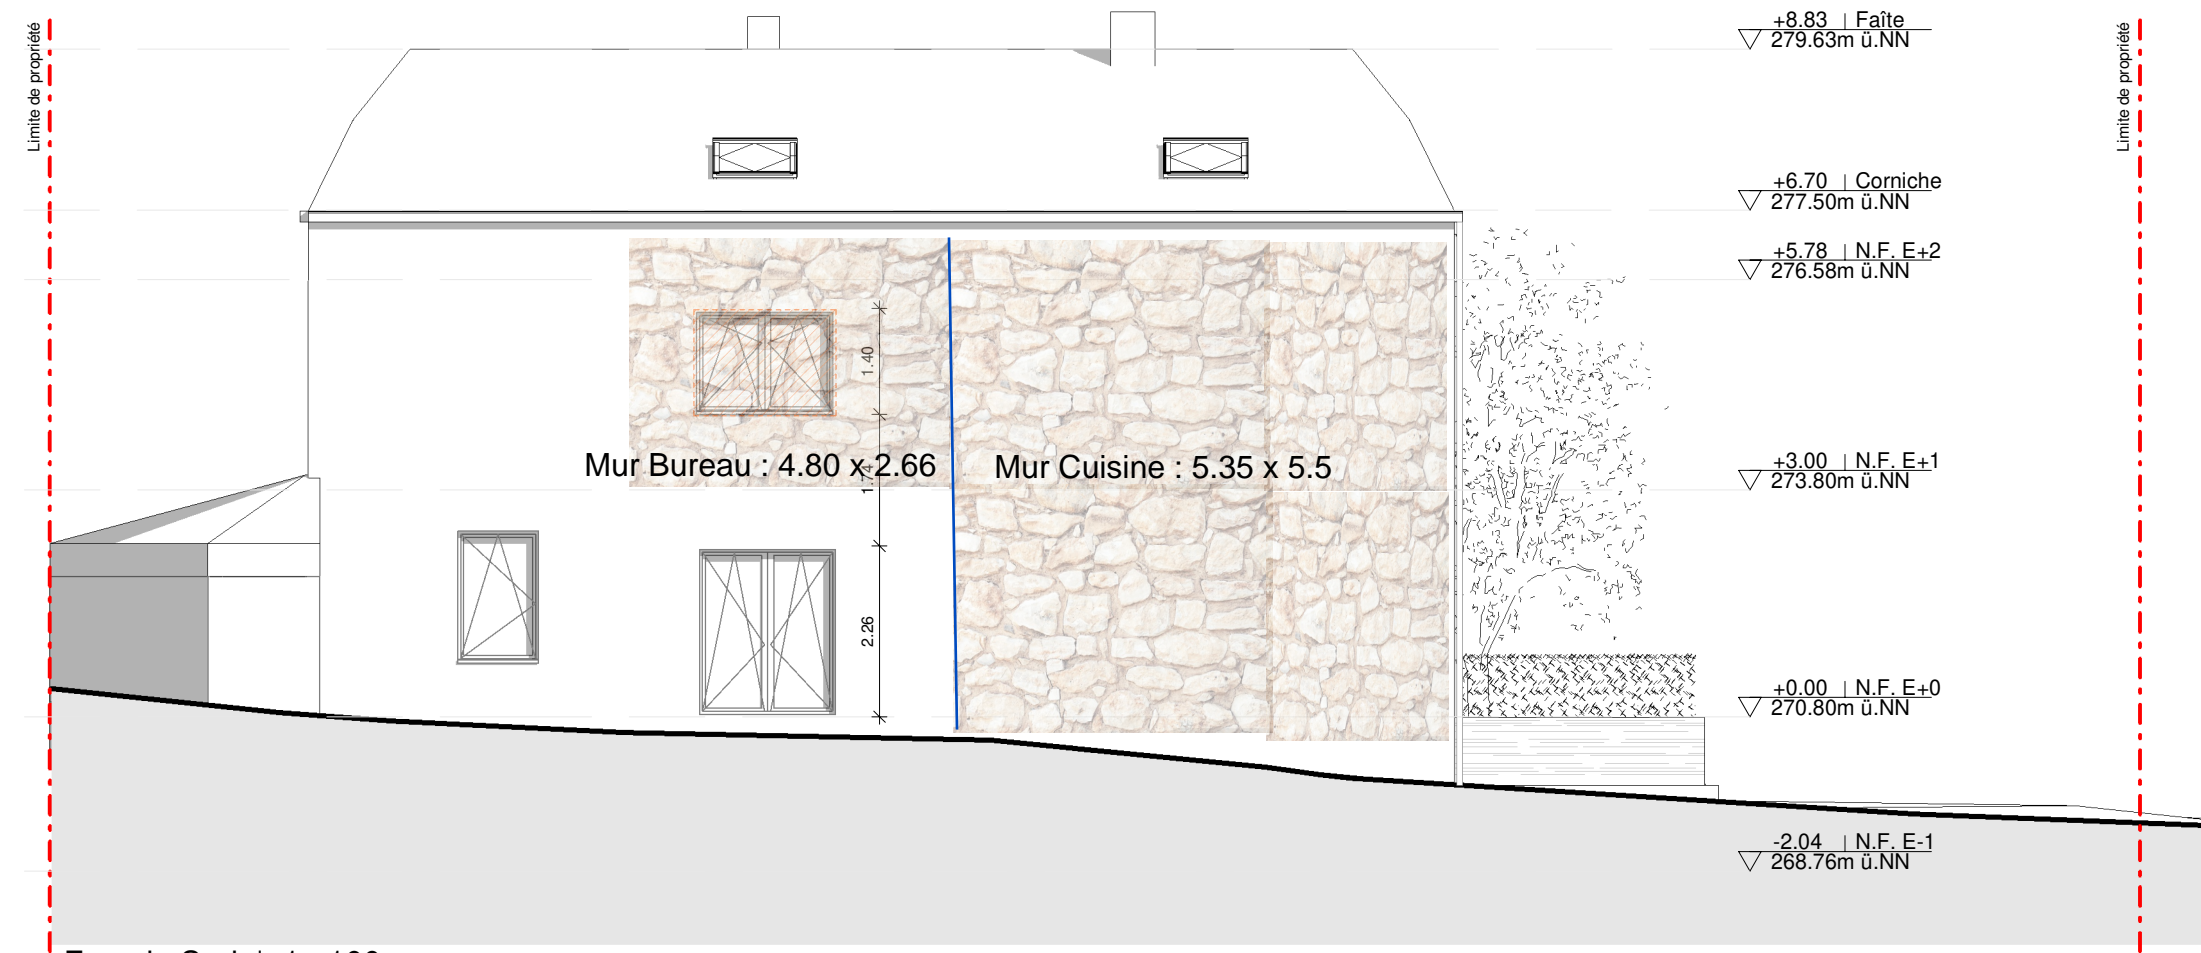 Limite de propriété
+8.83 | Faîte
279.63m ü.NN
Limite de propriété
+6.70 | Corniche
277.50m ü.NN
+5.78 | N.F. E+2
276.58m ü.NN
1.40
Mur Bureau : 4.80 x 2.66
Mur Cuisine : 5.35 x 5.5
1.74
+3.00 | N.F. E+1
273.80m ü.NN
2.26
+0.00 | N.F. E+0
270.80m ü.NN
-2.04 | N.F. E-1
268.76m ü.NN